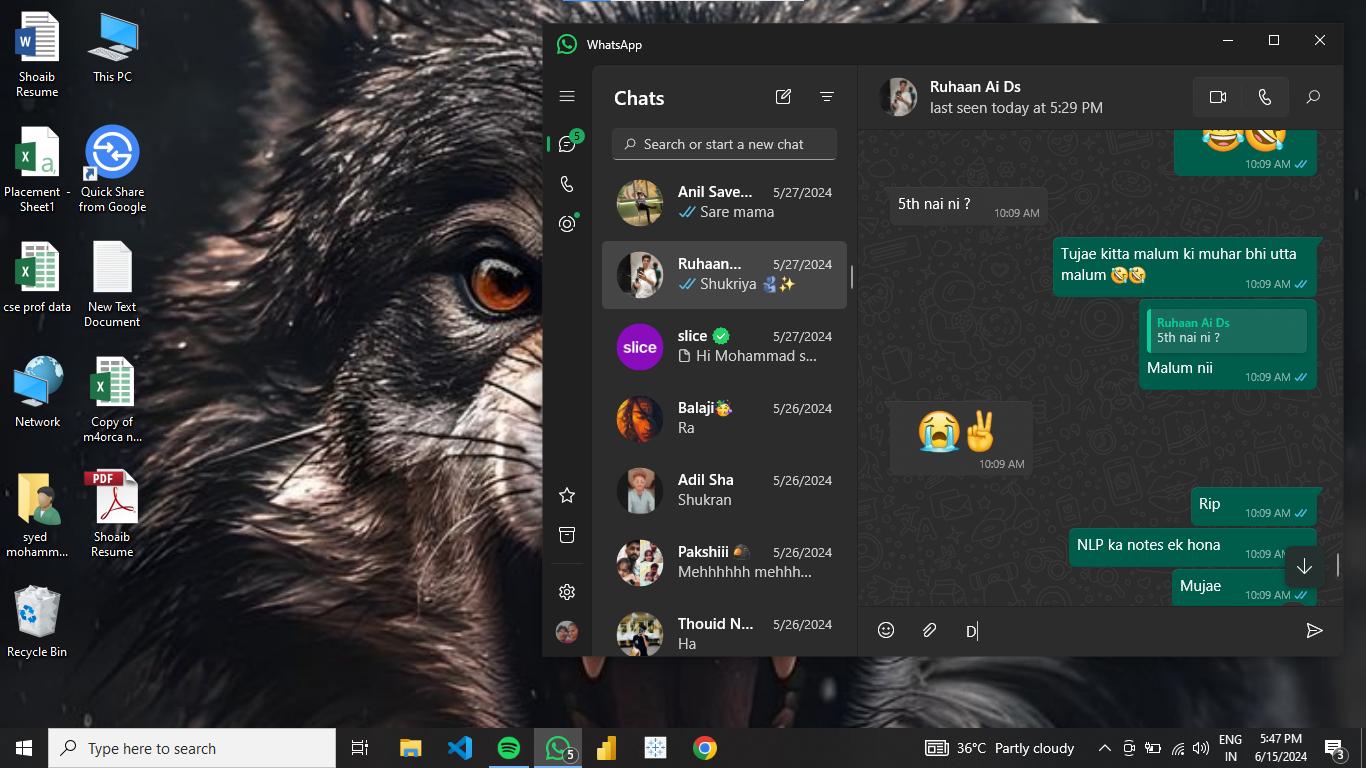 Shoaib
Resume
This PC
Placement -
Sheet1
Quick Share
from Google
cse prof data
New Text
Document
Network
Copy of
m4orca n...
syed
mohamm...
PDF
Shoaib
Resume
Recycle Bin
WhatsApp
Chats
5
Search or start a new chat
Anil Save... 5/27/2024
Sare mama
Ruhaan... 5/27/2024
Shukriya 🫂✨
slice
slice 5/27/2024
Hi Mohammad s...
Balaji🥳 5/26/2024
Ra
Adil Sha 5/26/2024
Shukran
Pakshiii 5/26/2024
Mehhhhhh mehhh...
Thouid N... 5/26/2024
Ha
Ruhaan Ai Ds
last seen today at 5:29 PM
😂🤣
10:09 AM
5th nai ni ?
10:09 AM
Tujae kitta malum ki muhar bhi utta
malum 🤣🤣
10:09 AM
Ruhaan Ai Ds
5th nai ni ?
Malum nii
10:09 AM
😭✌
10:09 AM
Rip
10:09 AM
NLP ka notes ek hona
10:09 AM
Mujae
10:09 AM
D
Type here to search
5
36°C Partly cloudy
ENG
IN
5:47 PM
6/15/2024
3